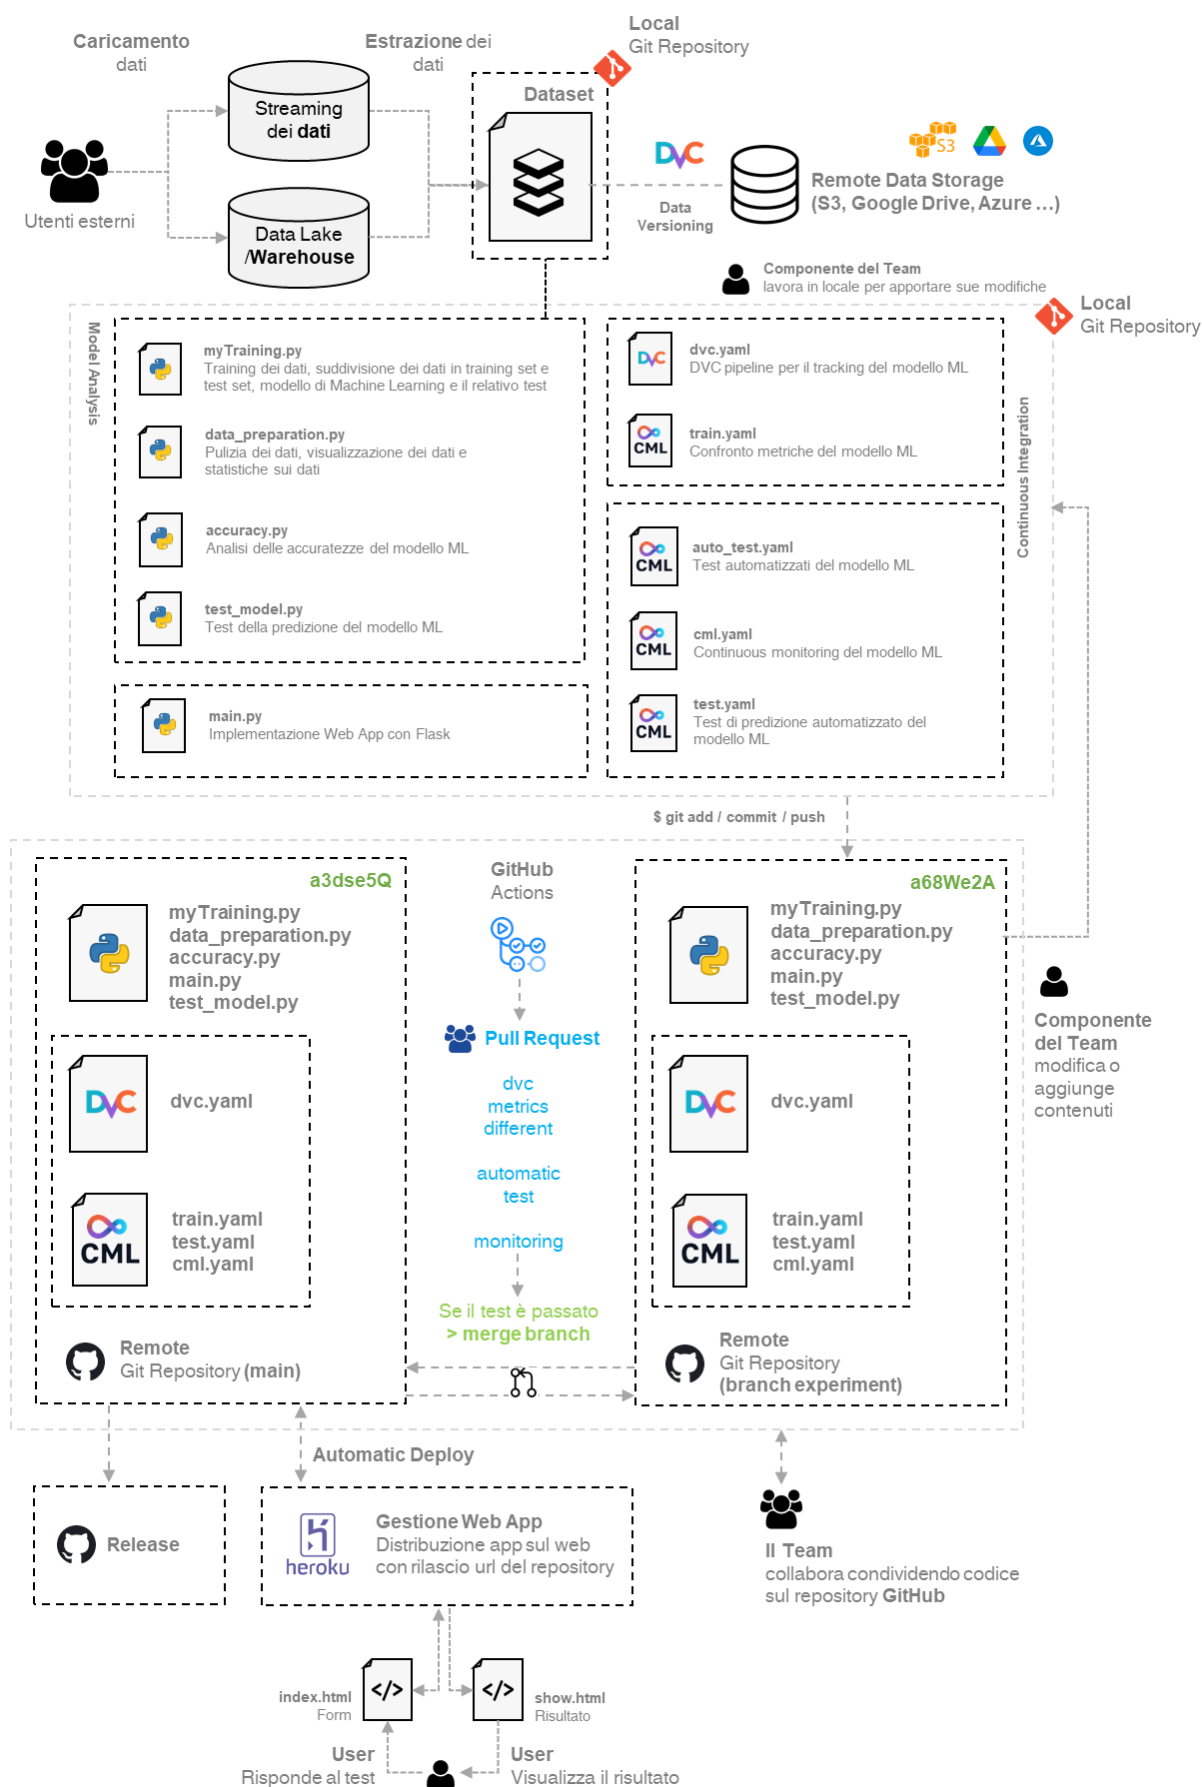 Caricamento
dati
Estrazione dei
dati
Local
Git Repository
Streaming
dei dati
Dataset
Utenti esterni
Data Lake
/Warehouse
DVC
Data
Versioning
S3
Remote Data Storage
(S3, Google Drive, Azure ...)
Componente del Team
lavora in locale per apportare sue modifiche
Local
Git Repository
Model Analysis
myTraining.py
Training dei dati, suddivisione dei dati in training set e
test set, modello di Machine Learning e il relativo test
data_preparation.py
Pulizia dei dati, visualizzazione dei dati e
statistiche sui dati
accuracy.py
Analisi delle accuratezze del modello ML
test_model.py
Test della predizione del modello ML
main.py
Implementazione Web App con Flask
DVC
dvc.yaml
DVC pipeline per il tracking del modello ML
CML
train.yaml
Confronto metriche del modello ML
CML
auto_test.yaml
Test automatizzati del modello ML
CML
cml.yaml
Continuous monitoring del modello ML
CML
test.yaml
Test di predizione automatizzato del
modello ML
Continuous Integration
$ git add / commit / push
a3dse5Q
myTraining.py
data_preparation.py
accuracy.py
main.py
test_model.py
DVC
dvc.yaml
CML
train.yaml
test.yaml
cml.yaml
Remote
Git Repository (main)
GitHub
Actions
Pull Request
dvc
metrics
different
automatic
test
monitoring
Se il test è passato
> merge branch
a68We2A
myTraining.py
data_preparation.py
accuracy.py
main.py
test_model.py
DVC
dvc.yaml
CML
train.yaml
test.yaml
cml.yaml
Remote
Git Repository
(branch experiment)
Componente
del Team
modifica o
aggiunge
contenuti
Automatic Deploy
Release
heroku
Gestione Web App
Distribuzione app sul web
con rilascio url del repository
Il Team
collabora condividendo codice
sul repository GitHub
index.html
Form
</>
</>
show.html
Risultato
User
Risponde al test
User
Visualizza il risultato